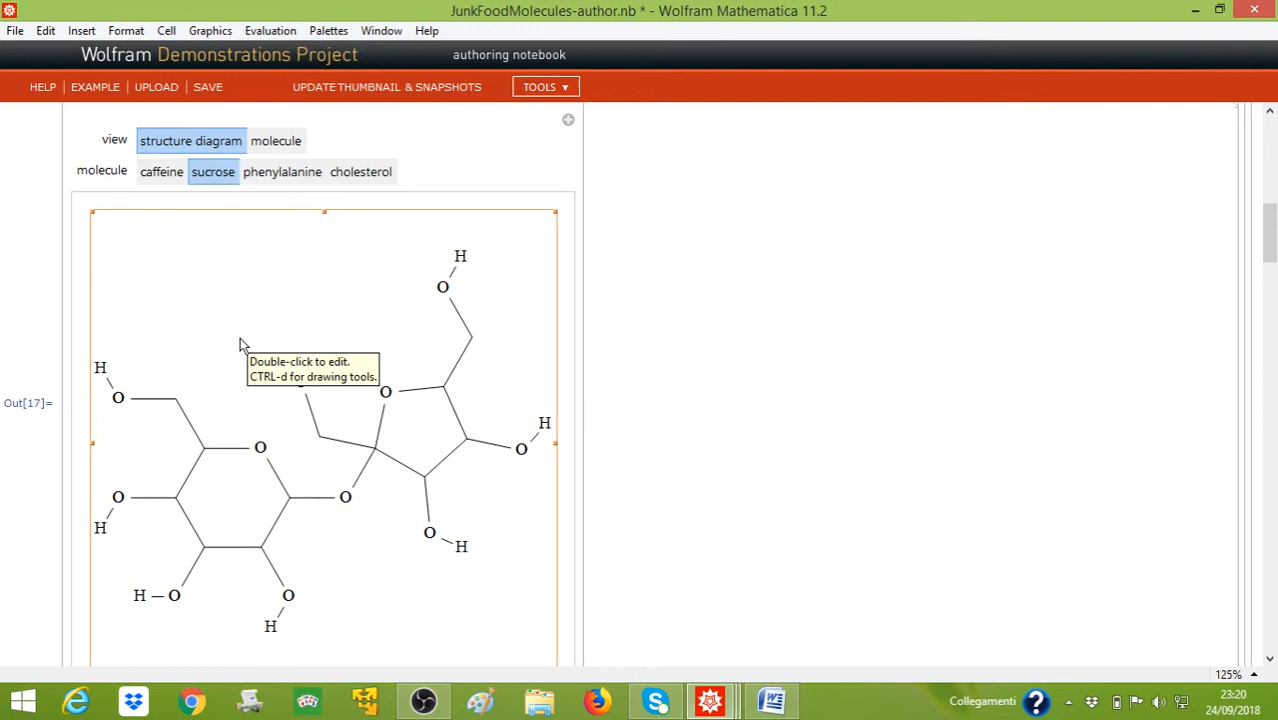 JunkFoodMolecules-author.nb * - Wolfram Mathematica 11.2
File Edit Insert Format Cell Graphics Evaluation Palettes Window Help
Wolfram Demonstrations Project authoring notebook
HELP | EXAMPLE | UPLOAD | SAVE UPDATE THUMBNAIL & SNAPSHOTS TOOLS ▼
view structure diagram molecule
molecule caffeine sucrose phenylalanine cholesterol
H
O
Double-click to edit.
CTRL-d for drawing tools.
H
O
O
Out[17]=
H
O
O
O
O
H
O
H
H
O
O
H
H
125%
Collegamenti
23:20
24/09/2018